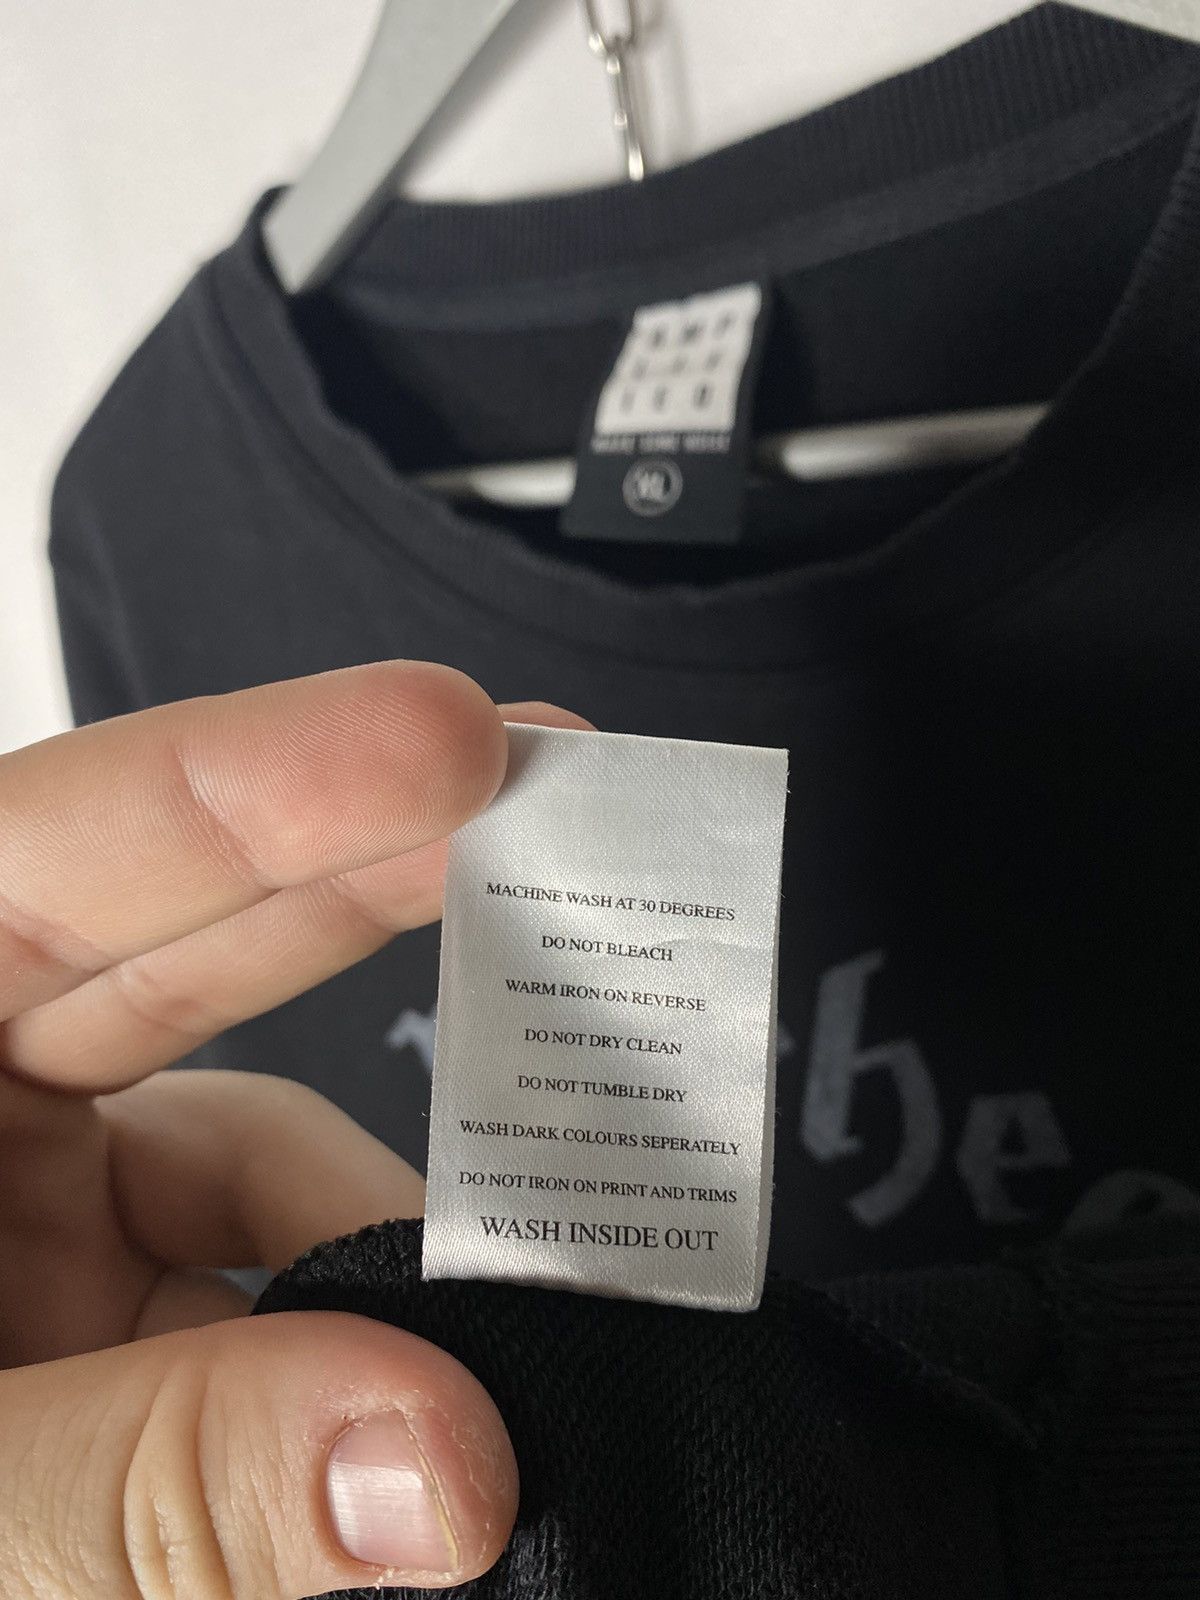 XL
MACHINE WASH AT 30 DEGREES
DO NOT BLEACH
WARM IRON ON REVERSE
DO NOT DRY CLEAN
DO NOT TUMBLE DRY
WASH DARK COLOURS SEPERATELY
DO NOT IRON ON PRINT AND TRIMS
WASH INSIDE OUT